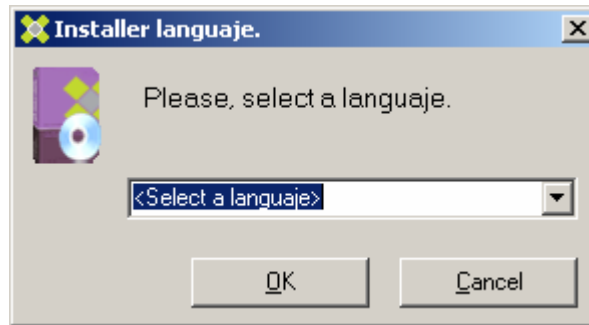 Installer languaje.
Please, select a languaje.
<Select a languaje>
OK
Cancel